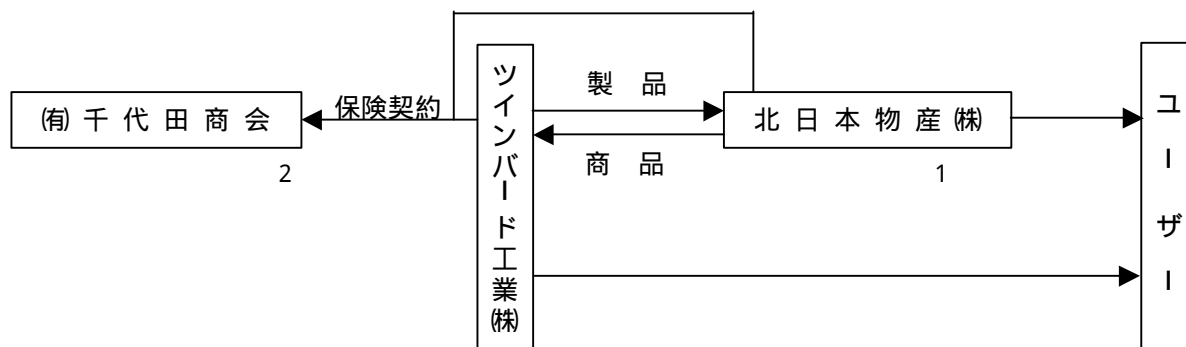 ㈲千代田商会
2
保険契約
ツインバード工業㈱
製品
商品
北日本物産㈱
1
ユーザー